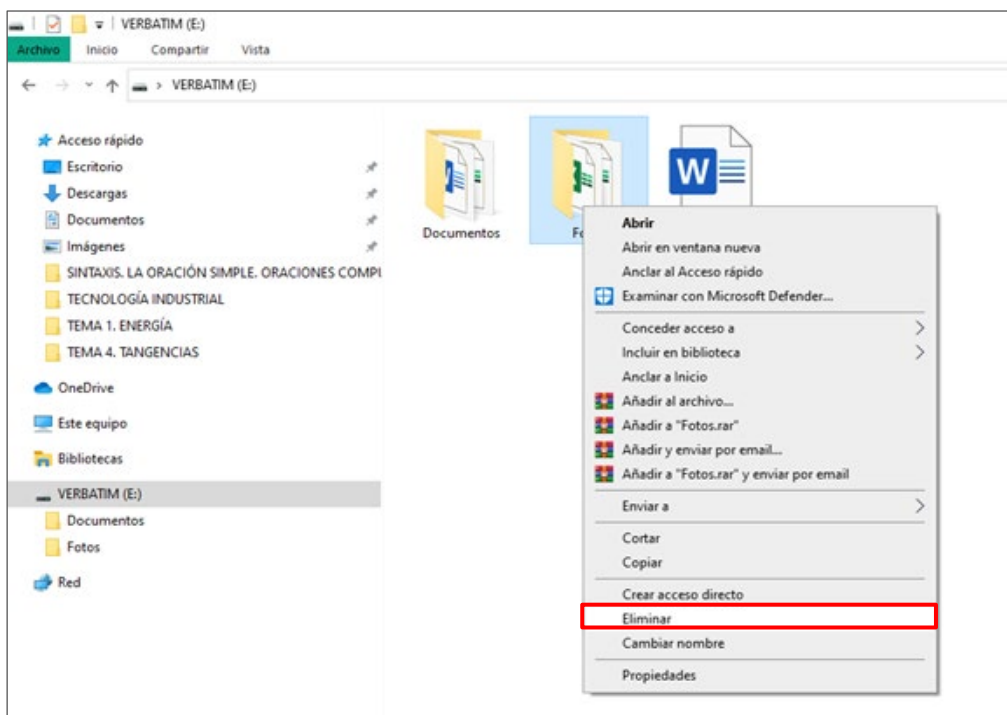 VERBATIM (E:)
Archivo Inicio Compartir Vista
VERBATIM (E:)
Acceso rápido
Escritorio
Descargas
Documentos
Imágenes
SINTAXIS. LA ORACIÓN SIMPLE. ORACIONES COMPL
TECNOLOGÍA INDUSTRIAL
TEMA 1. ENERGÍA
TEMA 4. TANGENCIAS
OneDrive
Este equipo
Bibliotecas
VERBATIM (E:)
Documentos
Fotos
Red
W
Documentos
Abrir
Abrir en ventana nueva
Anclar al Acceso rápido
Examinar con Microsoft Defender...
Conceder acceso a
Incluir en biblioteca
Anclar a Inicio
Añadir al archivo...
Añadir a "Fotos.rar"
Añadir y enviar por email...
Añadir a "Fotos.rar" y enviar por email
Enviar a
Cortar
Copiar
Crear acceso directo
Eliminar
Cambiar nombre
Propiedades